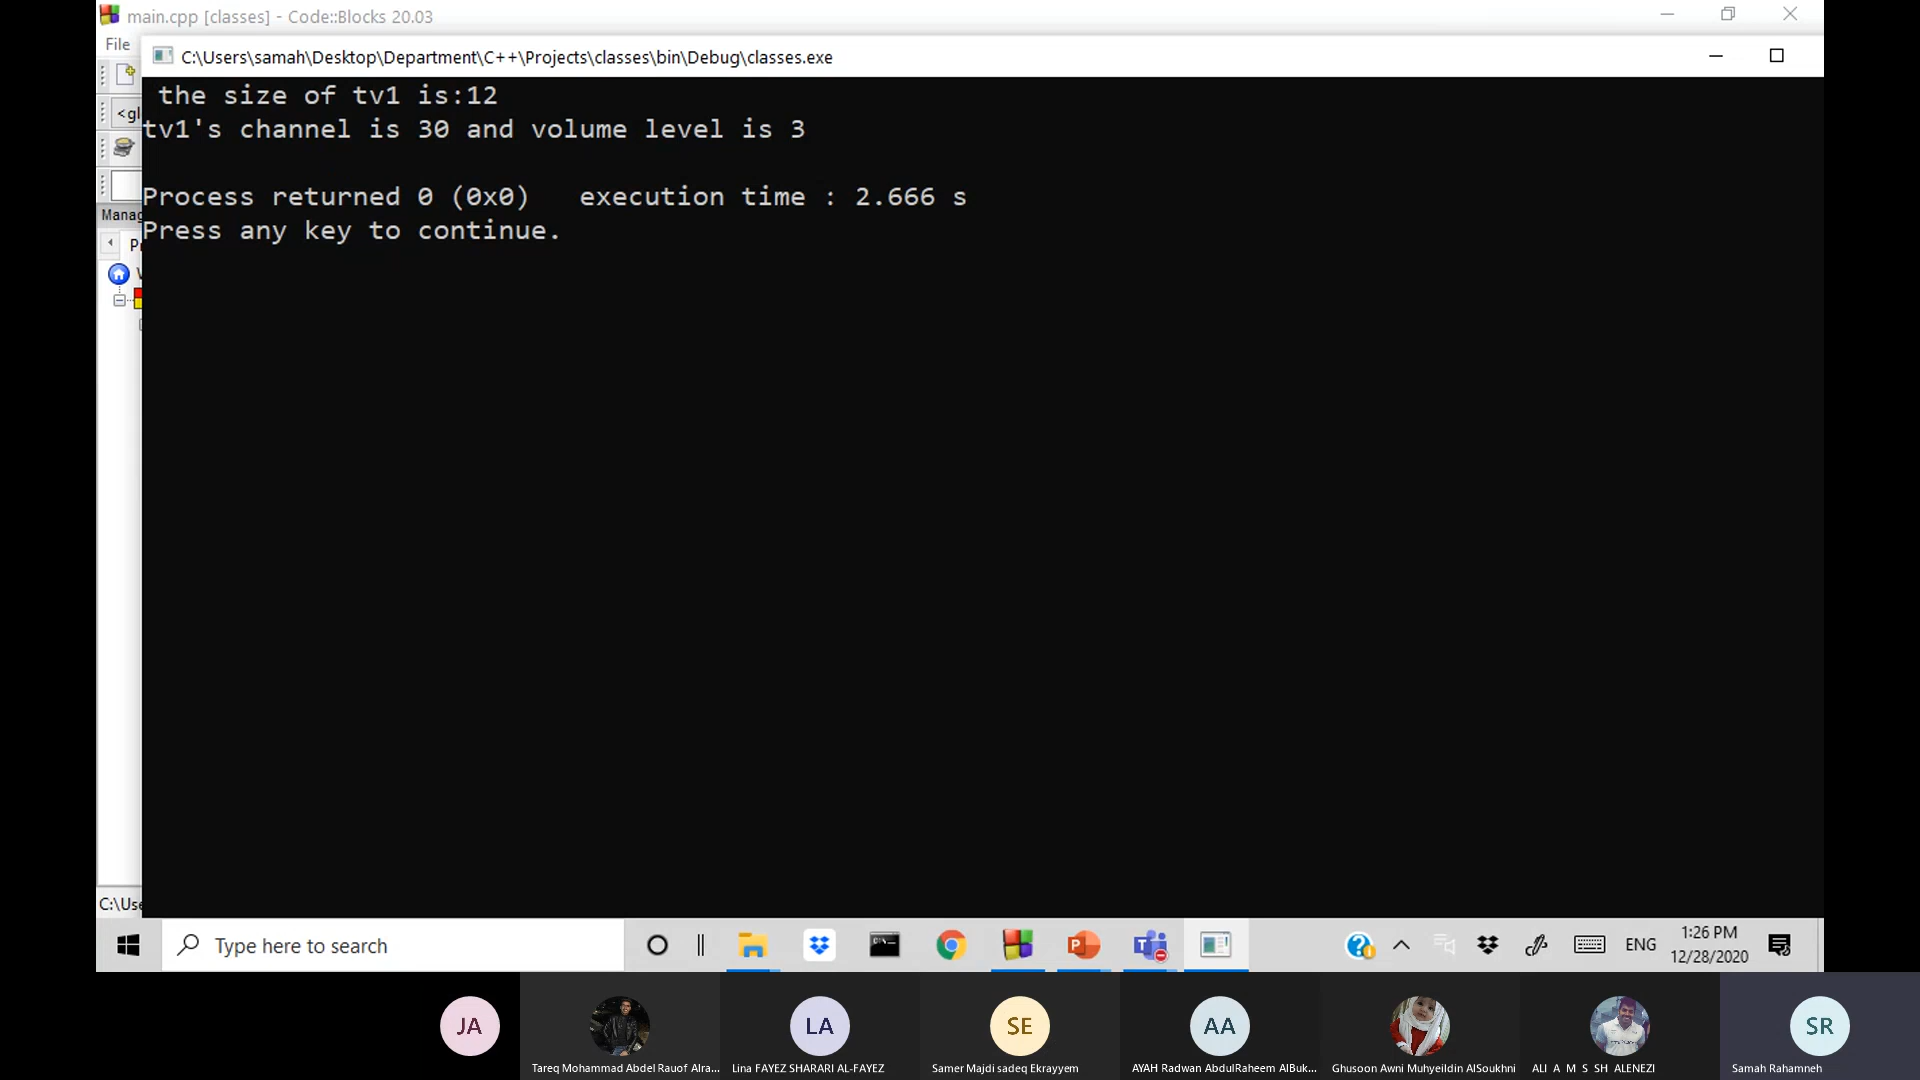 main.cpp [classes] - Code::Blocks 20.03
File
C:\Users\samah\Desktop\Department\C++\Projects\classes\bin\Debug\classes.exe
the size of tv1 is:12
<gl
tv1's channel is 30 and volume level is 3
Process returned 0 (0x0)   execution time : 2.666 s
Manag
Press any key to continue.
C:\Use
Type here to search
ENG
1:26 PM
12/28/2020
JA
LA
SE
AA
SR
Tareq Mohammad Abdel Rauof Alra...
Lina FAYEZ SHARARI AL-FAYEZ
Samer Majdi sadeq Ekrayyem
AYAH Radwan AbdulRaheem AlBuk...
Ghusoon Awni Muhyeildin AlSoukhni
ALI A M S SH ALENEZI
Samah Rahamneh